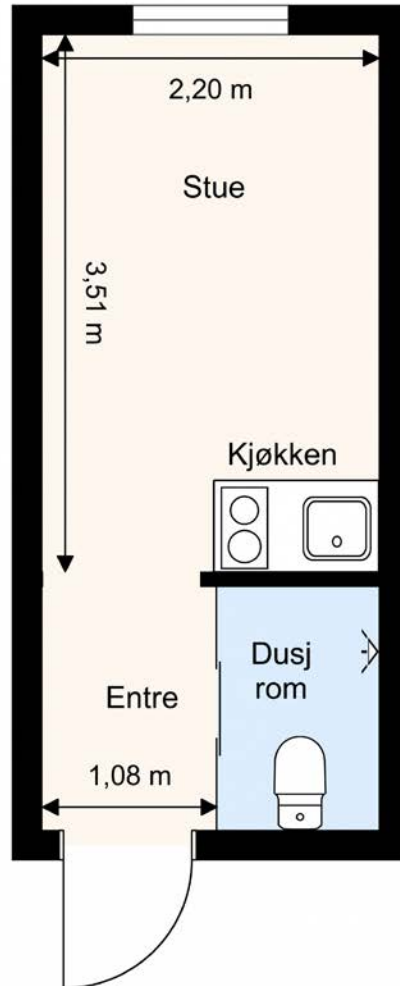 2,20 m
Stue
3,51 m
Kjøkken
Dusj
rom
Entre
1,08 m